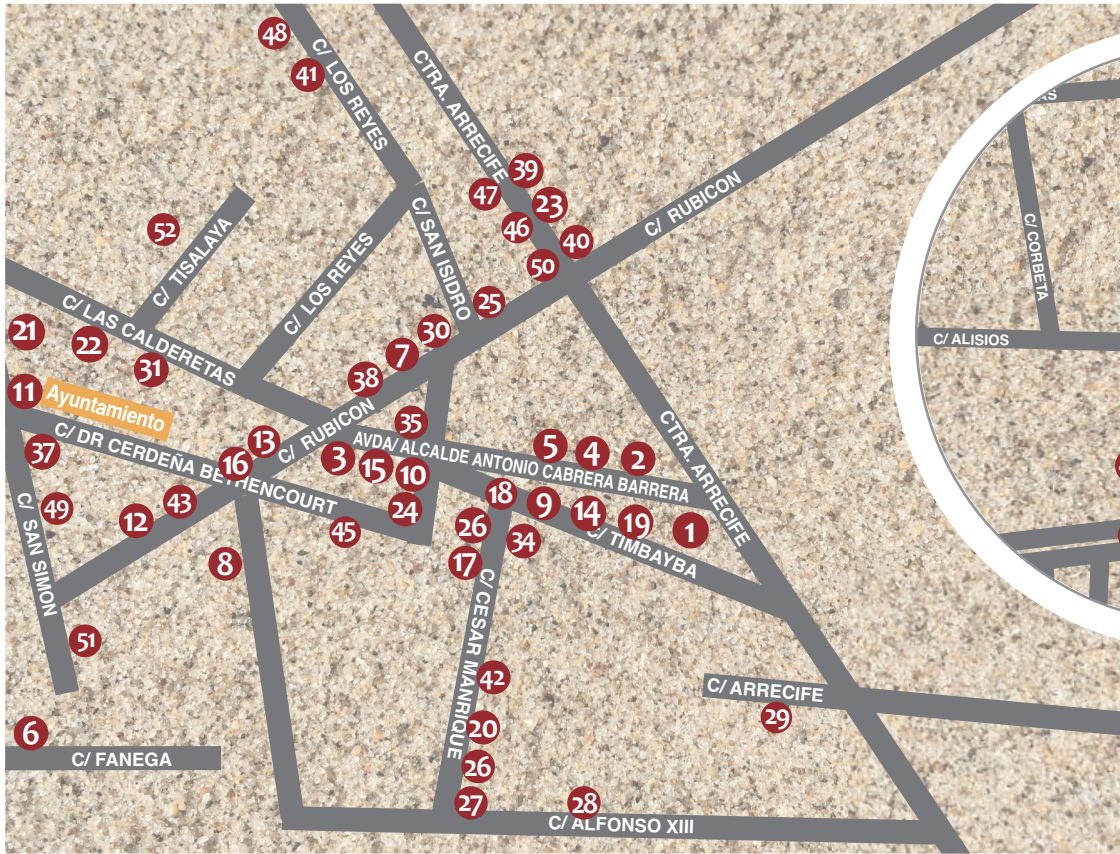 48
41
C/ LOS REYES
CTRA. ARRECIFE
39
47
23
46
40
50
C/ RUBICON
52
C/ TISALAYA
C/ LOS REYES
C/ SAN ISIDRO
25
30
7
38
C/ LAS CALDERETAS
21
22
31
11
Ayuntamiento
C/ CORBETA
C/ ALISIOS
C/ RUBICON
13
16
35
AVDA/ ALCALDE ANTONIO CABRERA BARRERA
5
4
2
CTRA. ARRECIFE
37
C/ DR CERDEÑA BETHENCOURT
3
15
10
24
45
18
9
14
19
1
C/ TIMBAYBA
49
C/ SAN SIMON
12
43
8
26
34
17
C/ CESAR MANRIQUE
51
42
20
26
27
28
C/ ALFONSO XIII
C/ ARRECIFE
29
6
C/ FANEGA